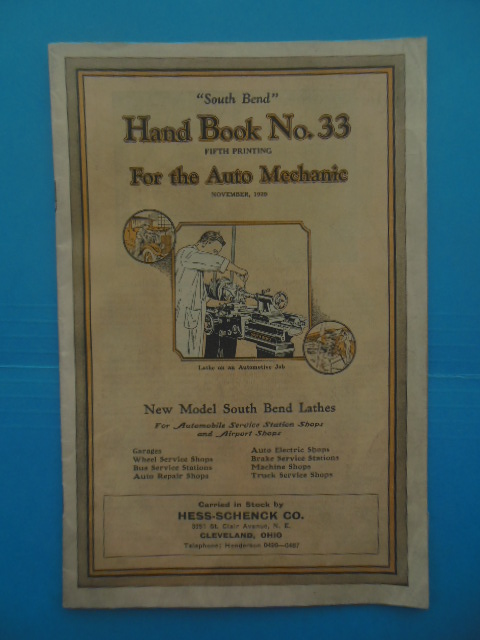 "South Bend"
Hand Book No. 33
FIFTH PRINTING
For the Auto Mechanic
NOVEMBER, 1929
Lathe on an Automotive Job
New Model South Bend Lathes
For Automobile Service Station Shops
and Airport Shops
Garages
Wheel Service Shops
Bus Service Stations
Auto Repair Shops
Auto Electric Shops
Brake Service Stations
Machine Shops
Truck Service Shops
Carried in Stock by
HESS-SCHENCK CO.
St. Clair Avenue, N. E.
CLEVELAND, OHIO
Telephone: Henderson